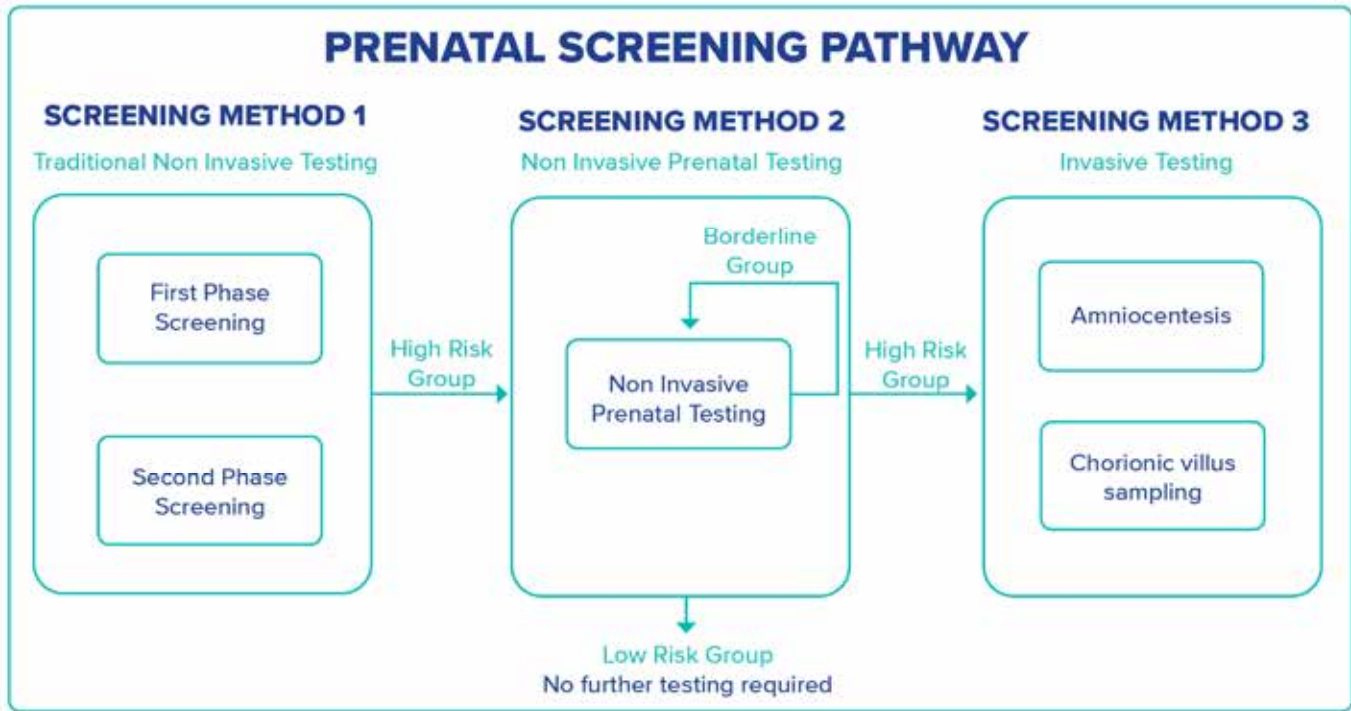 PRENATAL SCREENING PATHWAY
SCREENING METHOD 1
Traditional Non Invasive Testing
First Phase
Screening
Second Phase
Screening
High Risk
Group
SCREENING METHOD 2
Non Invasive Prenatal Testing
Borderline
Group
Non Invasive
Prenatal Testing
Low Risk Group
No further testing required
High Risk
Group
SCREENING METHOD 3
Invasive Testing
Amniocentesis
Chorionic villus
sampling